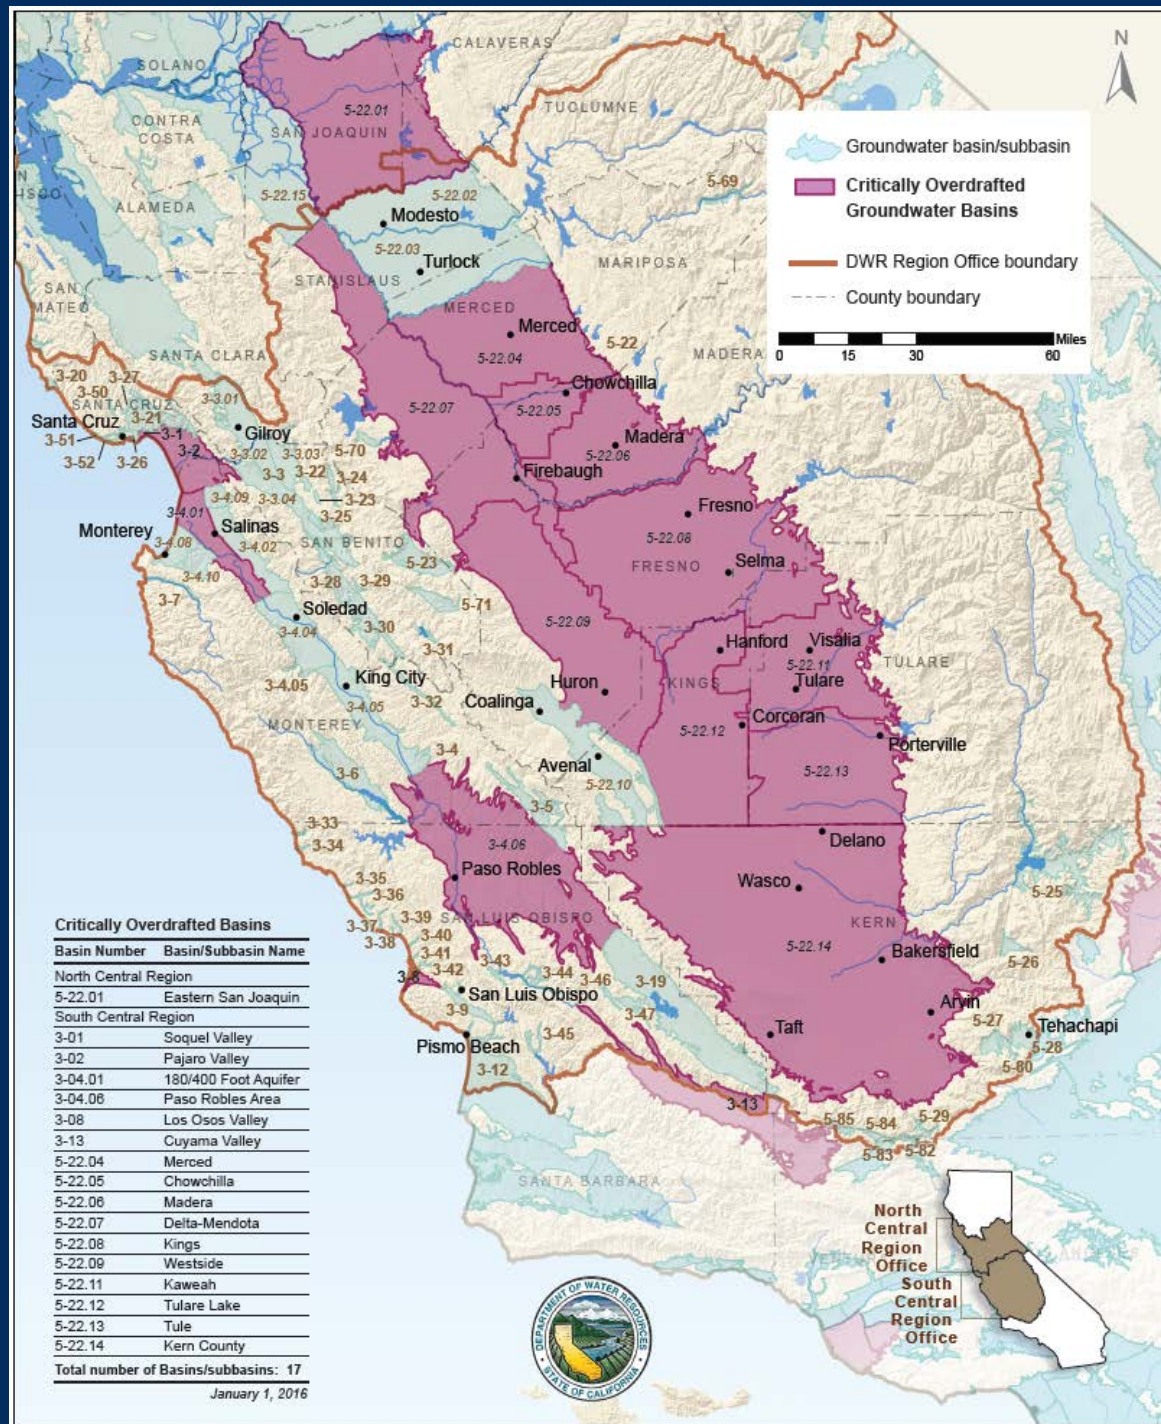 CALAVERAS
N
SOLANO
TUOLUMNE
5-22.01
CONTRA
COSTA
SAN JOAQUIN
Groundwater basin/subbasin
Critically Overdrafted
Groundwater Basins
DWR Region Office boundary
County boundary
Miles
0 15 30 60
5-69
5-22.15
5-22.02
ALAMEDA
Modesto
5-22.03
Turlock
MARIPOSA
STANISLAUS
SAN
MATEO
MERCED
Merced
5-22.04
5-22
MADERA
SANTA CLARA
3-20
3-27
3-50
3-3.01
SANTA CRUZ
3-21
Santa Cruz
3-1
3-51
3-52
3-26
3-2
Gilroy
3-3.02
3-3.03
3-3
3-22
5-70
3-24
3-23
3-25
3-4.09
3-3.04
Chowchilla
5-22.05
5-22.07
Madera
5-22.06
Firebaugh
3-4.01
Monterey
3-4.08
Salinas
3-4.02
SAN BENITO
Fresno
5-22.08
FRESNO
Selma
3-4.10
3-7
3-28
3-29
5-23
5-71
Soledad
3-4.04
3-30
3-31
5-22.09
Hanford
Visalia
5-22.11
TULARE
Tulare
KINGS
King City
3-4.05
3-4.05
3-32
Huron
Coalinga
MONTEREY
5-22.12
Corcoran
Porterville
3-4
Avenal
5-22.10
5-22.13
3-6
3-5
3-33
3-34
3-4.06
Delano
Paso Robles
Wasco
3-35
3-36
5-25
3-37
3-38
3-39
3-40
3-41
3-42
SAN LUIS OBISPO
KERN
5-22.14
Bakersfield
5-26
3-43
3-44
3-46
3-19
3-8
San Luis Obispo
3-9
3-47
Arvin
5-27
Taft
Tehachapi
5-28
Pismo Beach
3-45
3-12
5-80
3-13
5-85
5-84
5-29
5-83
5-82
SANTA BARBARA
Critically Overdrafted Basins
Basin Number Basin/Subbasin Name
North Central Region
5-22.01 Eastern San Joaquin
South Central Region
3-01 Soquel Valley
3-02 Pajaro Valley
3-04.01 180/400 Foot Aquifer
3-04.06 Paso Robles Area
3-08 Los Osos Valley
3-13 Cuyama Valley
5-22.04 Merced
5-22.05 Chowchilla
5-22.06 Madera
5-22.07 Delta-Mendota
5-22.08 Kings
5-22.09 Westside
5-22.11 Kaweah
5-22.12 Tulare Lake
5-22.13 Tule
5-22.14 Kern County
Total number of Basins/subbasins: 17
January 1, 2016
DEPARTMENT OF WATER RESOURCES
STATE OF CALIFORNIA
North
Central
Region
Office
South
Central
Region
Office